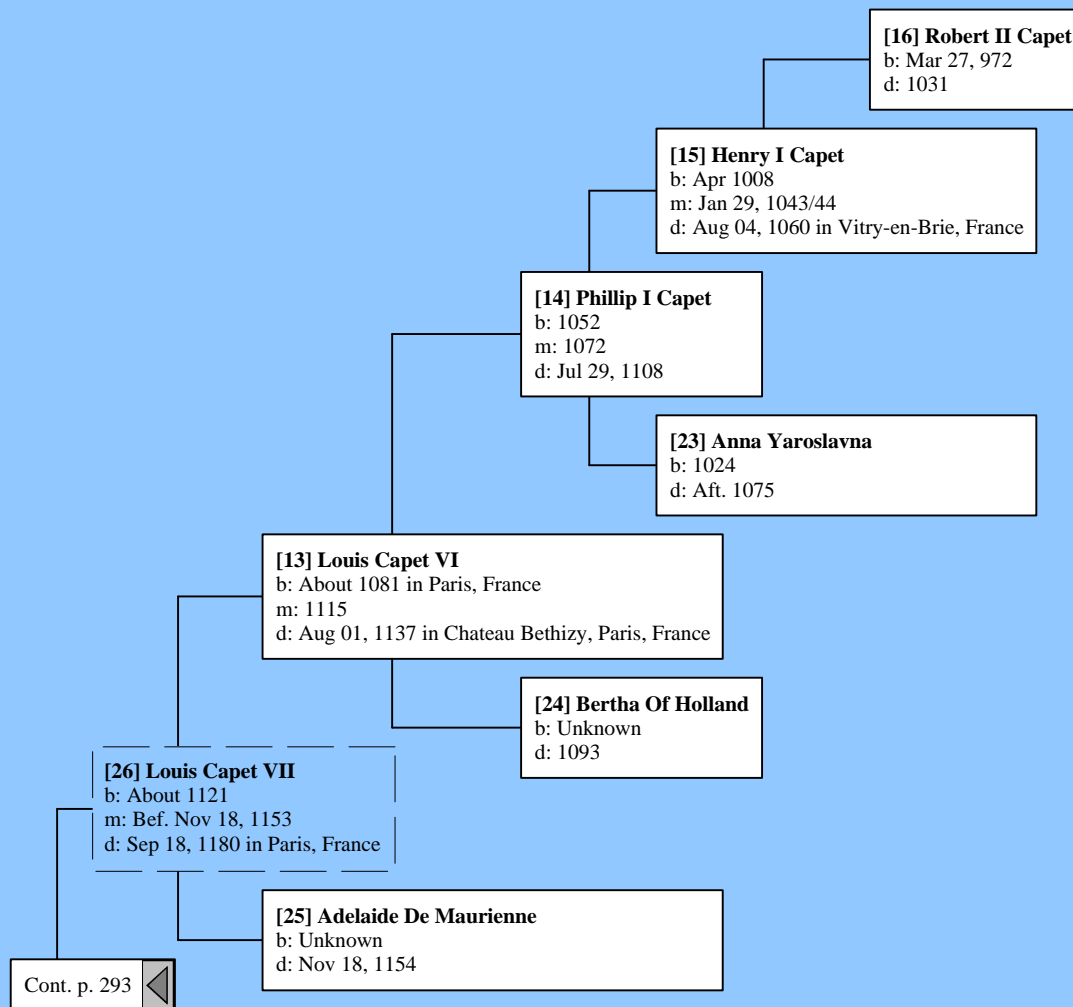 [16] Robert II Capet
b: Mar 27, 972
d: 1031
[15] Henry I Capet
b: Apr 1008
m: Jan 29, 1043/44
d: Aug 04, 1060 in Vitry-en-Brie, France
[14] Phillip I Capet
b: 1052
m: 1072
d: Jul 29, 1108
[23] Anna Yaroslavna
b: 1024
d: Aft. 1075
[13] Louis Capet VI
b: About 1081 in Paris, France
m: 1115
d: Aug 01, 1137 in Chateau Bethizy, Paris, France
[24] Bertha Of Holland
b: Unknown
d: 1093
[26] Louis Capet VII
b: About 1121
m: Bef. Nov 18, 1153
d: Sep 18, 1180 in Paris, France
[25] Adelaide De Maurienne
b: Unknown
d: Nov 18, 1154
Cont. p. 293